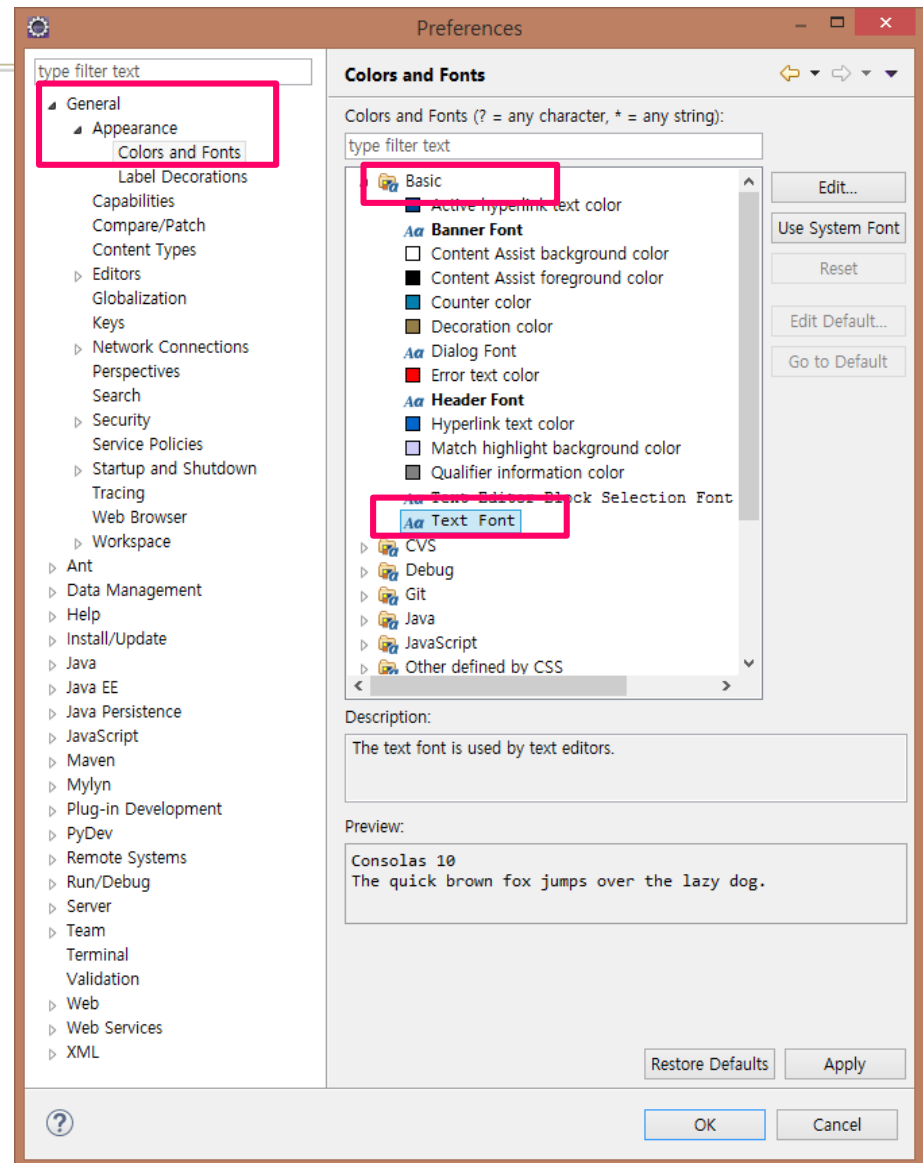 Preferences
type filter text
General
Appearance
Colors and Fonts
Label Decorations
Capabilities
Compare/Patch
Content Types
Editors
Globalization
Keys
Network Connections
Perspectives
Search
Security
Service Policies
Startup and Shutdown
Tracing
Web Browser
Workspace
Ant
Data Management
Help
Install/Update
Java
Java EE
Java Persistence
JavaScript
Maven
Mylyn
Plug-in Development
PyDev
Remote Systems
Run/Debug
Server
Team
Terminal
Validation
Web
Web Services
XML
Colors and Fonts
Colors and Fonts (? = any character, * = any string):
type filter text
Basic
Active hyperlink text color
Aa Banner Font
Content Assist background color
Content Assist foreground color
Counter color
Decoration color
Aa Dialog Font
Error text color
Aa Header Font
Hyperlink text color
Match highlight background color
Qualifier information color
Aa Text Editor Block Selection Font
Aa Text Font
CVS
Debug
Git
Java
JavaScript
Other defined by CSS
Edit...
Use System Font
Reset
Edit Default...
Go to Default
Description:
The text font is used by text editors.
Preview:
Consolas 10
The quick brown fox jumps over the lazy dog.
Restore Defaults
Apply
?
OK
Cancel